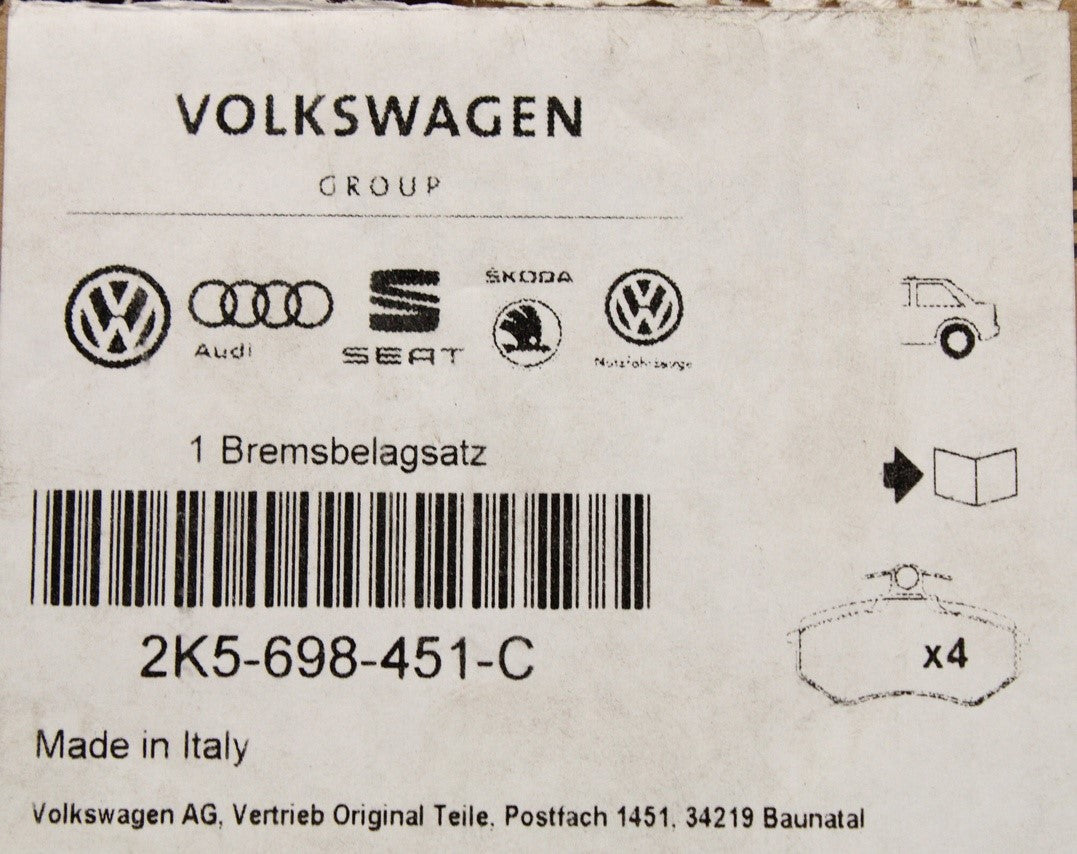 VOLKSWAGEN
GROUP
Audi
SEAT
ŠKODA
Nutzfahrzeuge
1 Bremsbelagsatz
2K5-698-451-C
x4
Made in Italy
Volkswagen AG, Vertrieb Original Teile, Postfach 1451, 34219 Baunatal